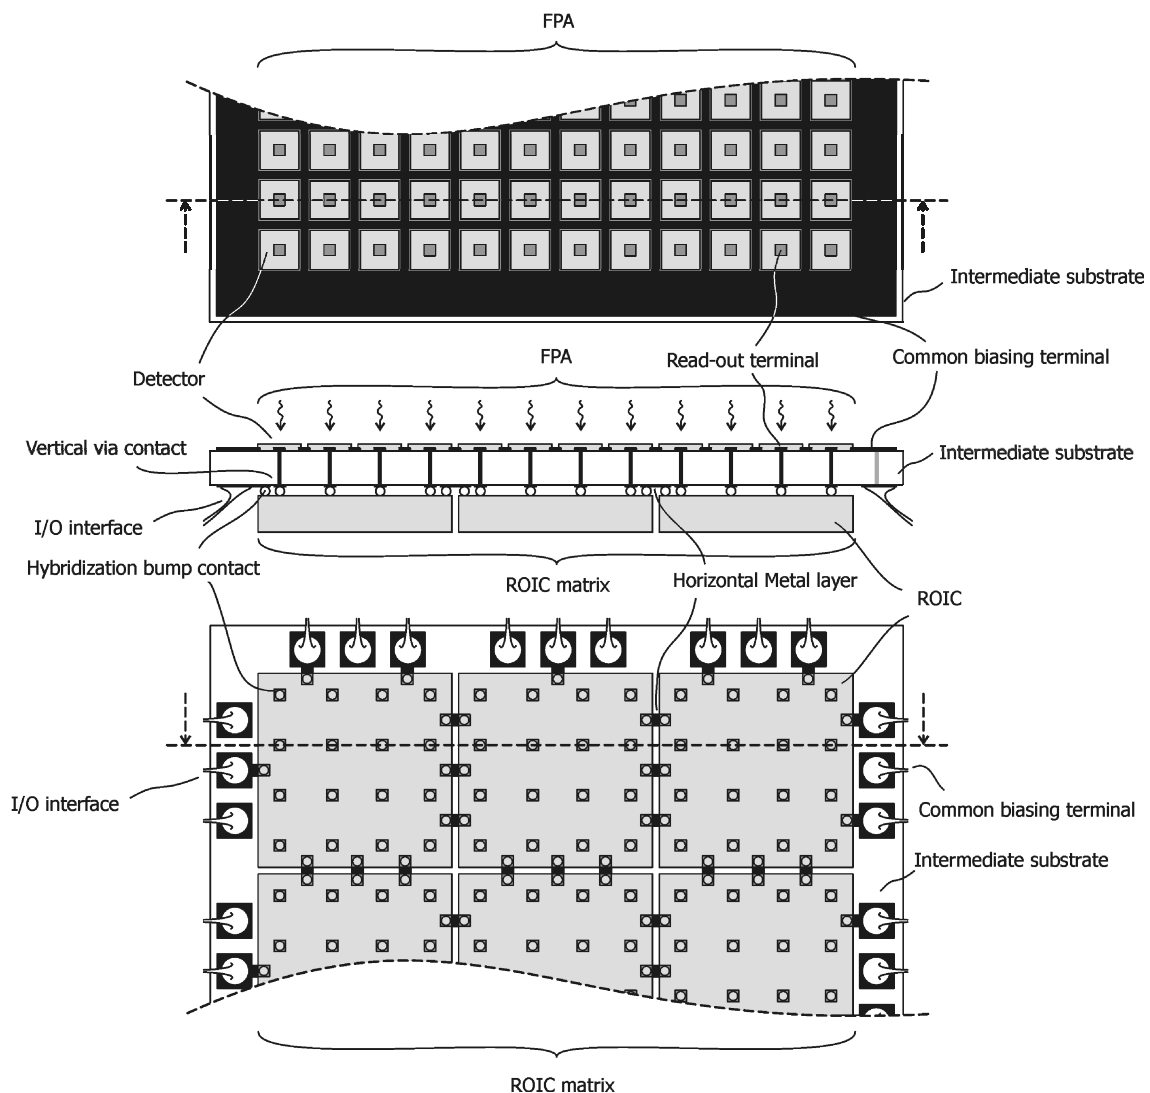 FPA
Intermediate substrate
FPA
Read-out terminal
Common biasing terminal
Detector
Vertical via contact
Intermediate substrate
I/O interface
Hybridization bump contact
ROIC matrix
Horizontal Metal layer
ROIC
I/O interface
Common biasing terminal
Intermediate substrate
ROIC matrix